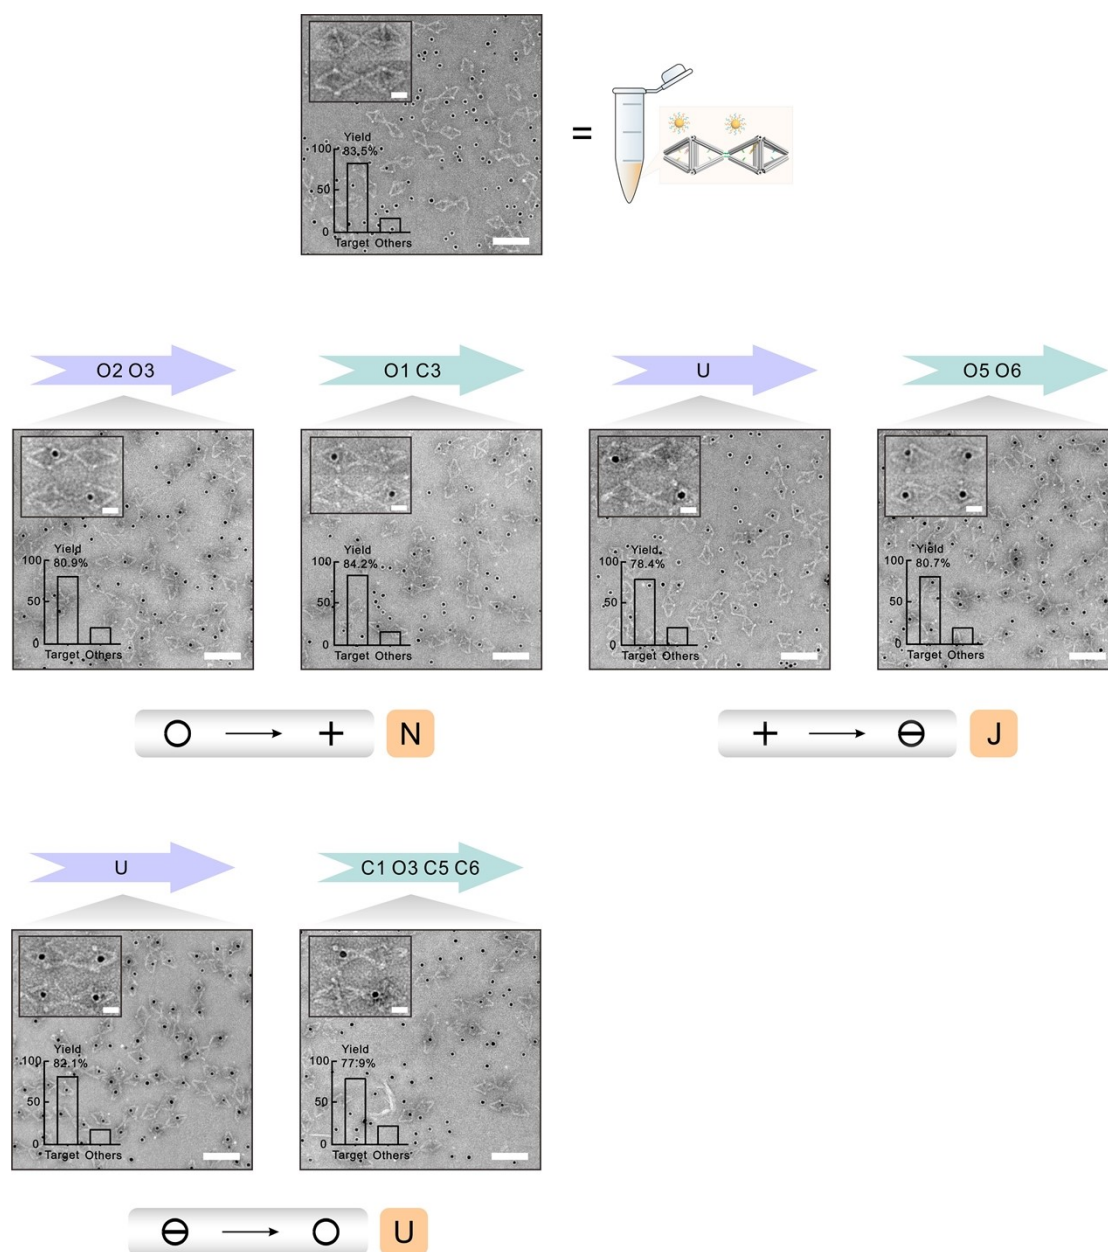 Yield
83.5%
100
50
0
Target Others
=
O2 O3
O1 C3
U
O5 O6
Yield
80.9%
100
50
0
Target Others
Yield
84.2%
100
50
0
Target Others
Yield
78.4%
100
50
0
Target Others
Yield
80.7%
100
50
0
Target Others
N
J
U
C1 O3 C5 C6
Yield
82.1%
100
50
0
Target Others
Yield
77.9%
100
50
0
Target Others
U